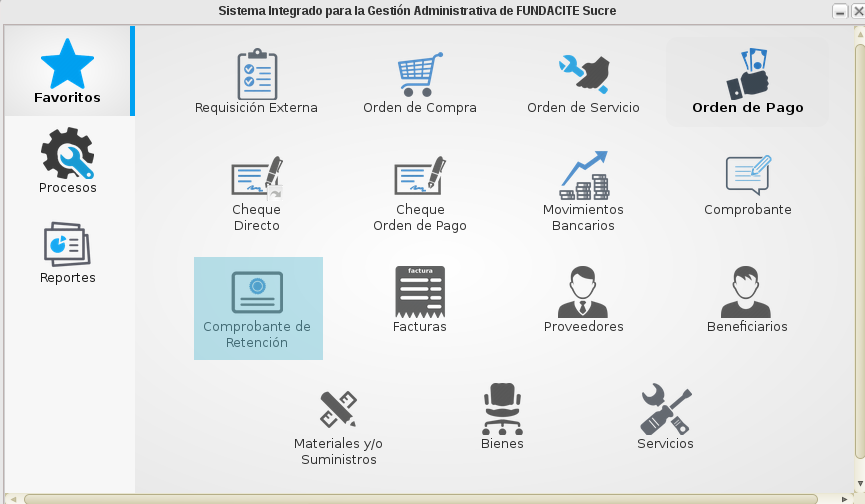 Sistema Integrado para la Gestión Administrativa de FUNDACITE Sucre
Favoritos
Procesos
Reportes
Requisición Externa
Orden de Compra
Orden de Servicio
Orden de Pago
Cheque
Directo
Cheque
Orden de Pago
Movimientos
Bancarios
Comprobante
Comprobante de
Retención
factura
Facturas
Proveedores
Beneficiarios
Materiales y/o
Suministros
Bienes
Servicios